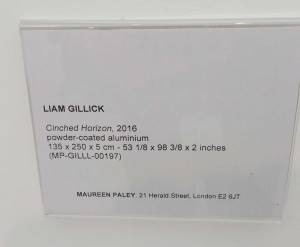 LIAM GILLICK
Cinched Horizon, 2016
powder-coated aluminium
135 x 250 x 5 cm - 53 1/8 x 98 3/8 x 2 inches
(MP-GILLL-00197)
MAUREEN PALEY. 21 Herald Street, London E2 6JT